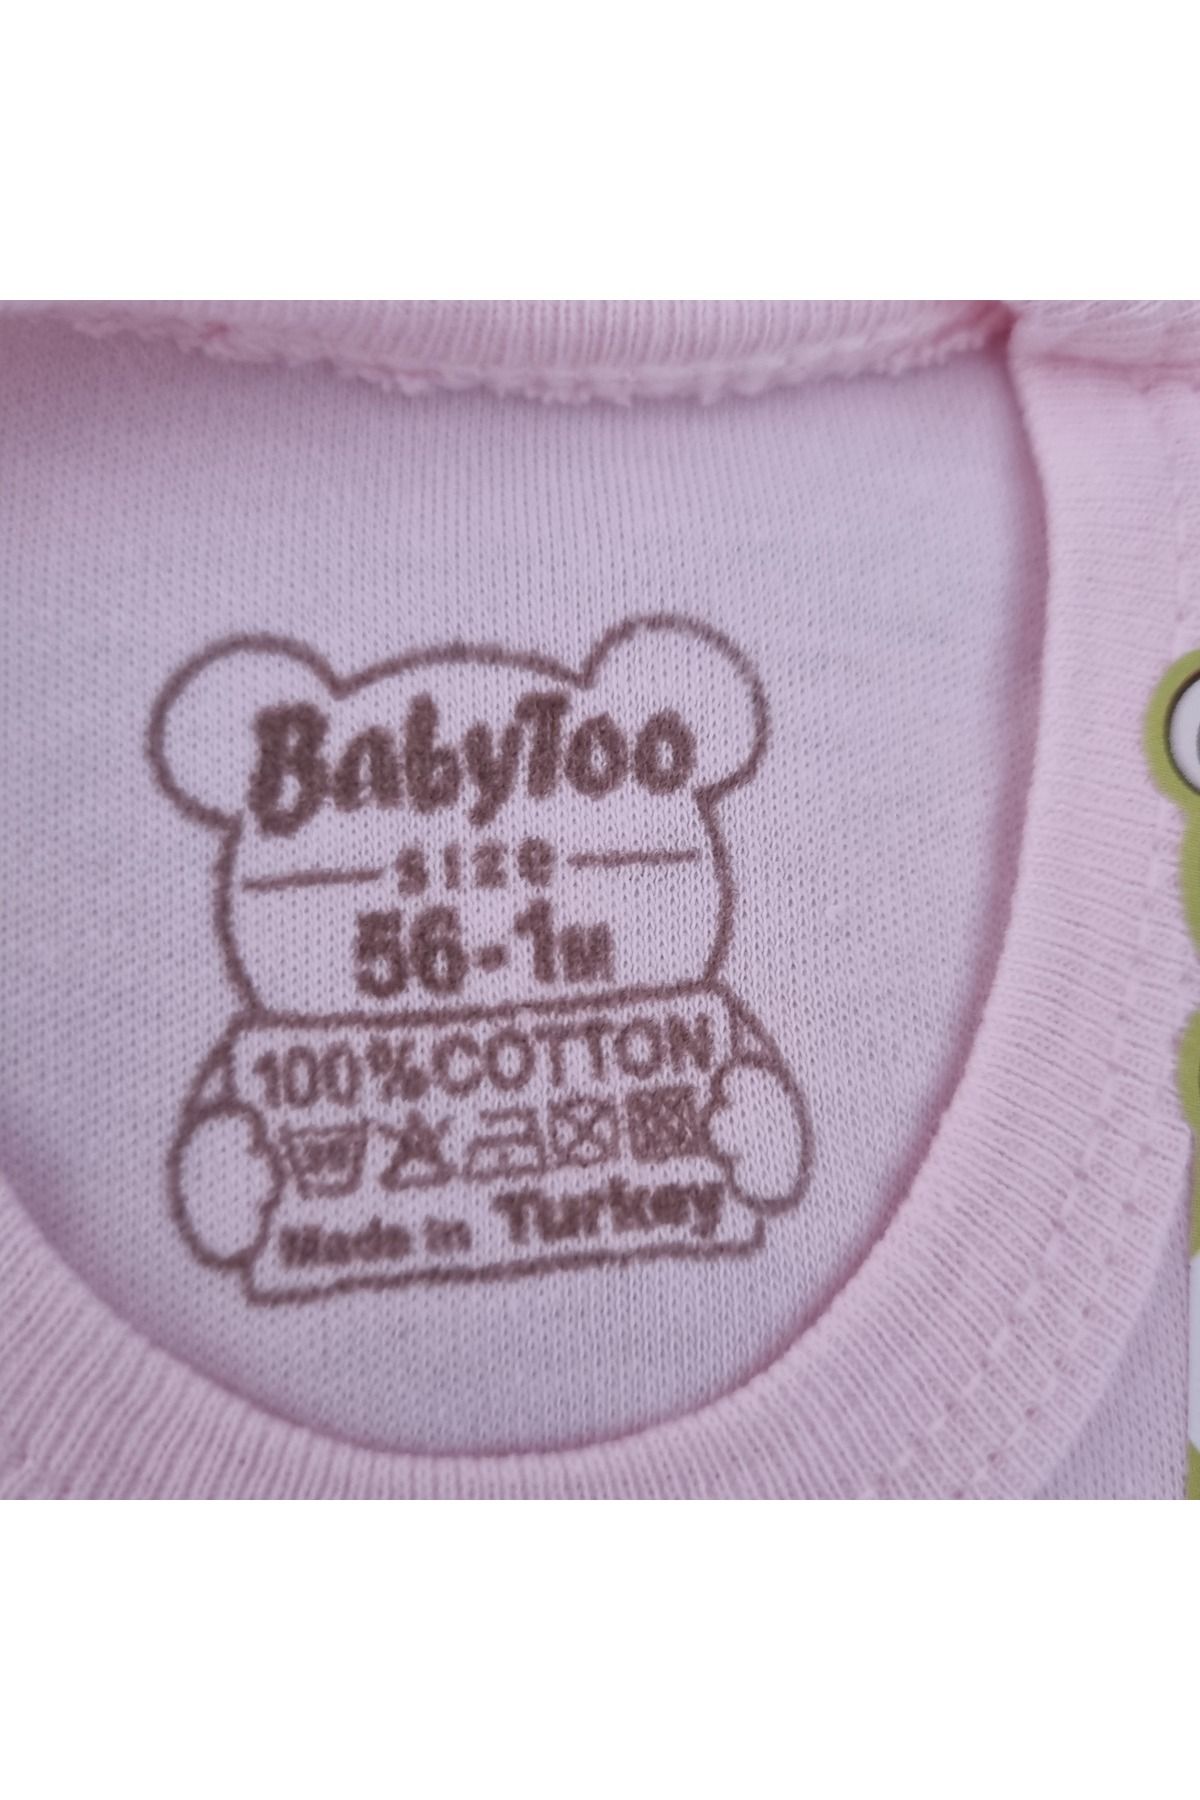 BabyToo
SIZE
56-1M
100%COTTON
Made in Turkey